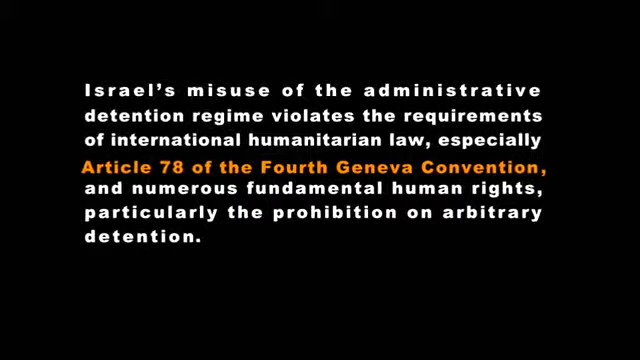 Israel's misuse of the administrative
detention regime violates the requirements
of international humanitarian law, especially
Article 78 of the Fourth Geneva Convention,
and numerous fundamental human rights,
particularly the prohibition on arbitrary
detention.